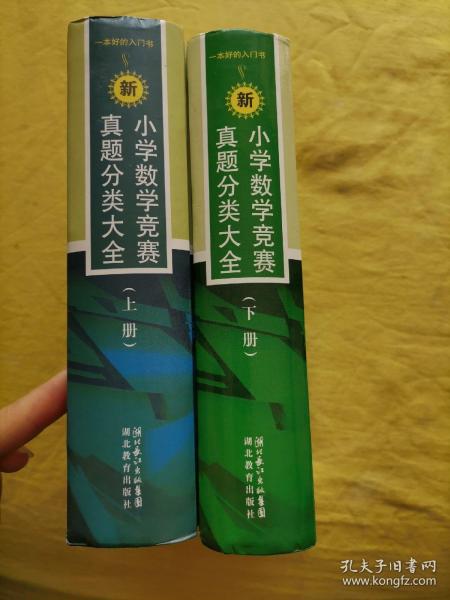 一本好的入门书
新
小学数学竞赛
真题分类大全
(上册)
湖北长江出版集团
湖北教育出版社
一本好的入门书
新
小学数学竞赛
真题分类大全
(下册)
湖北长江出版集团
湖北教育出版社
孔夫子旧书网
www.kongfz.com